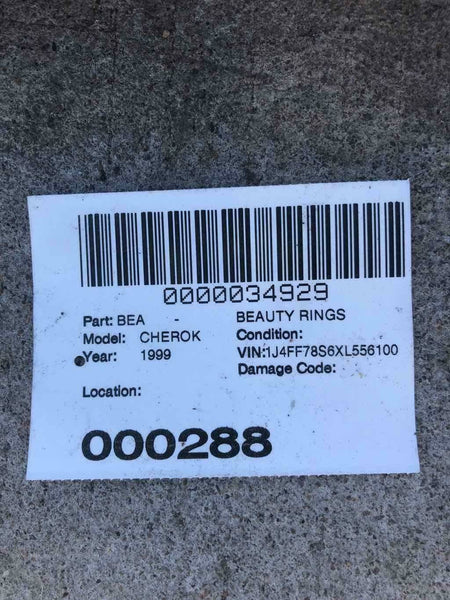 0000034929
Part: BEA - BEAUTY RINGS
Model: CHEROK Condition:
Year: 1999 VIN:1J4FF78S6XL556100
Damage Code:
Location:
000288